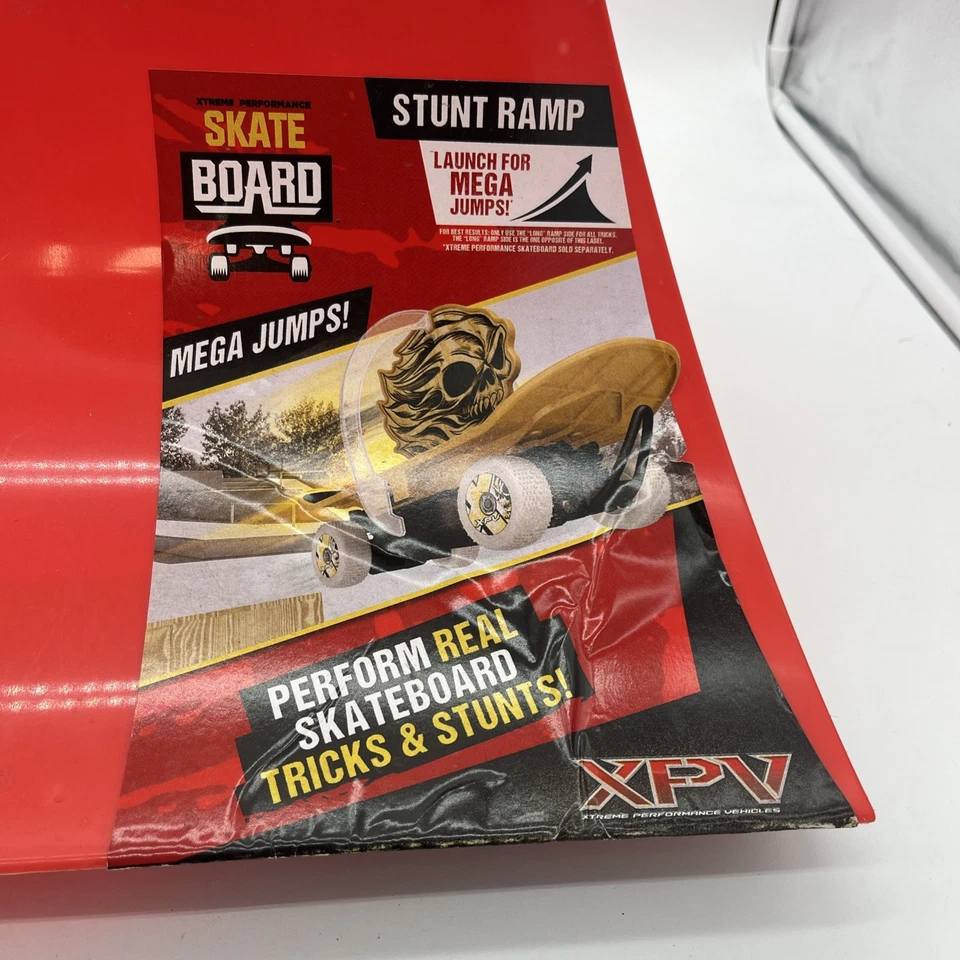 XTREME PERFORMANCE
SKATE
BOARD
STUNT RAMP
"LAUNCH FOR
MEGA
JUMPS!"
FOR BEST RESULTS: ONLY USE THE "LONG" RAMP SIDE FOR ALL TRICKS.
THE "LONG" RAMP SIDE IS THE ONE OPPOSITE OF THIS LABEL.
*XTREME PERFORMANCE SKATEBOARD SOLD SEPARATELY.
MEGA JUMPS!
XPV
PERFORM REAL
SKATEBOARD
TRICKS & STUNTS!
XPV
XTREME PERFORMANCE VEHICLES